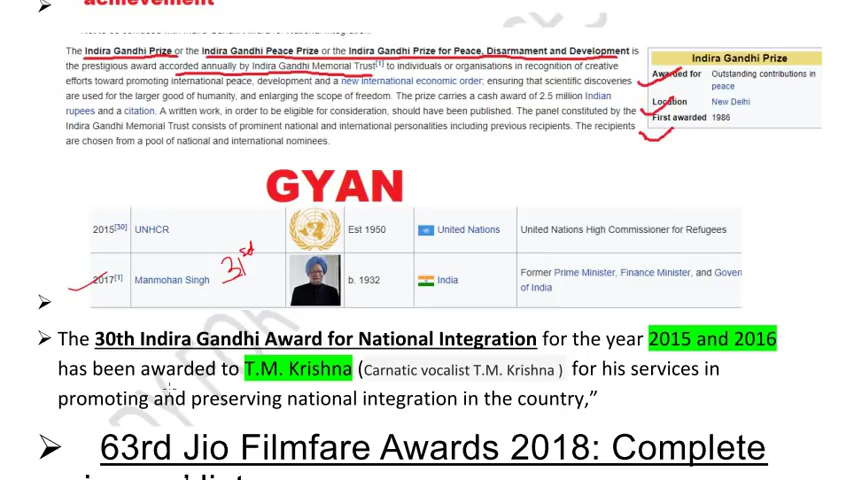 achievement
The Indira Gandhi Prize or the Indira Gandhi Peace Prize or the Indira Gandhi Prize for Peace, Disarmament and Development is
the prestigious award accorded annually by Indira Gandhi Memorial Trust[1] to individuals or organisations in recognition of creative
efforts toward promoting international peace, development and a new international economic order; ensuring that scientific discoveries
are used for the larger good of humanity, and enlarging the scope of freedom. The prize carries a cash award of 2.5 million Indian
rupees and a citation. A written work, in order to be eligible for consideration, should have been published. The panel constituted by the
Indira Gandhi Memorial Trust consists of prominent national and international personalities including previous recipients. The recipients
are chosen from a pool of national and international nominees.
Indira Gandhi Prize
Awarded for Outstanding contributions in
peace
Location New Delhi
First awarded 1986
GYAN
2015[30] UNHCR Est 1950 United Nations United Nations High Commissioner for Refugees
31sd
2017[1] Manmohan Singh b. 1932 India Former Prime Minister, Finance Minister, and Govern
of India
The 30th Indira Gandhi Award for National Integration for the year 2015 and 2016
has been awarded to T.M. Krishna (Carnatic vocalist T.M. Krishna ) for his services in
promoting and preserving national integration in the country,”
63rd Jio Filmfare Awards 2018: Complete